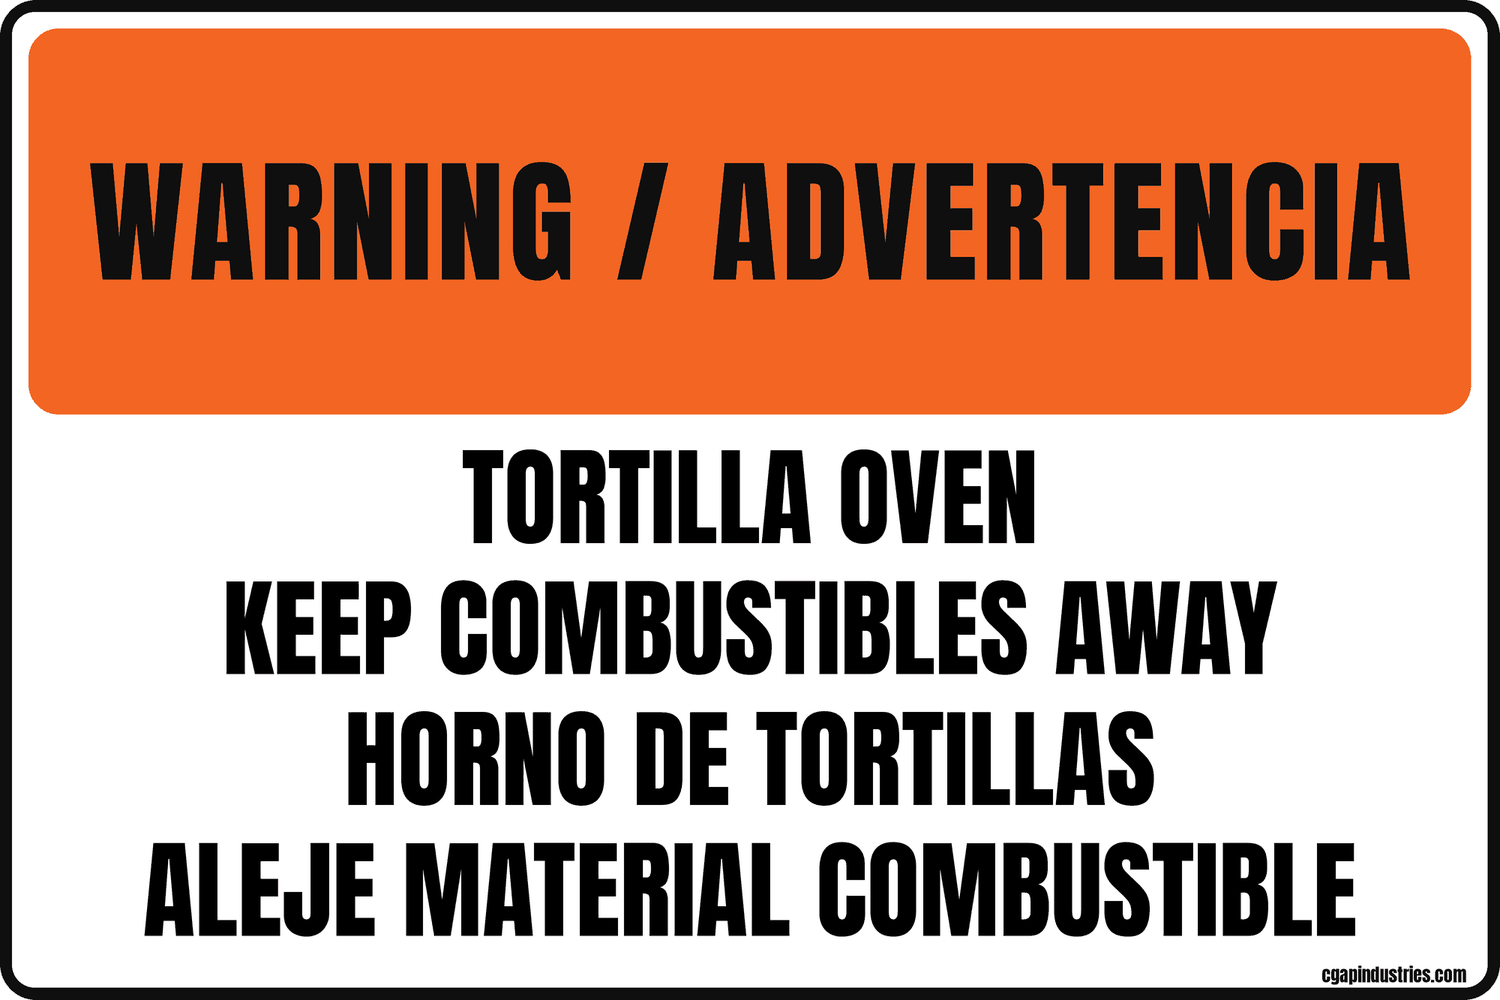 WARNING / ADVERTENCIA
TORTILLA OVEN
KEEP COMBUSTIBLES AWAY
HORNO DE TORTILLAS
ALEJE MATERIAL COMBUSTIBLE
cgapindustries.com